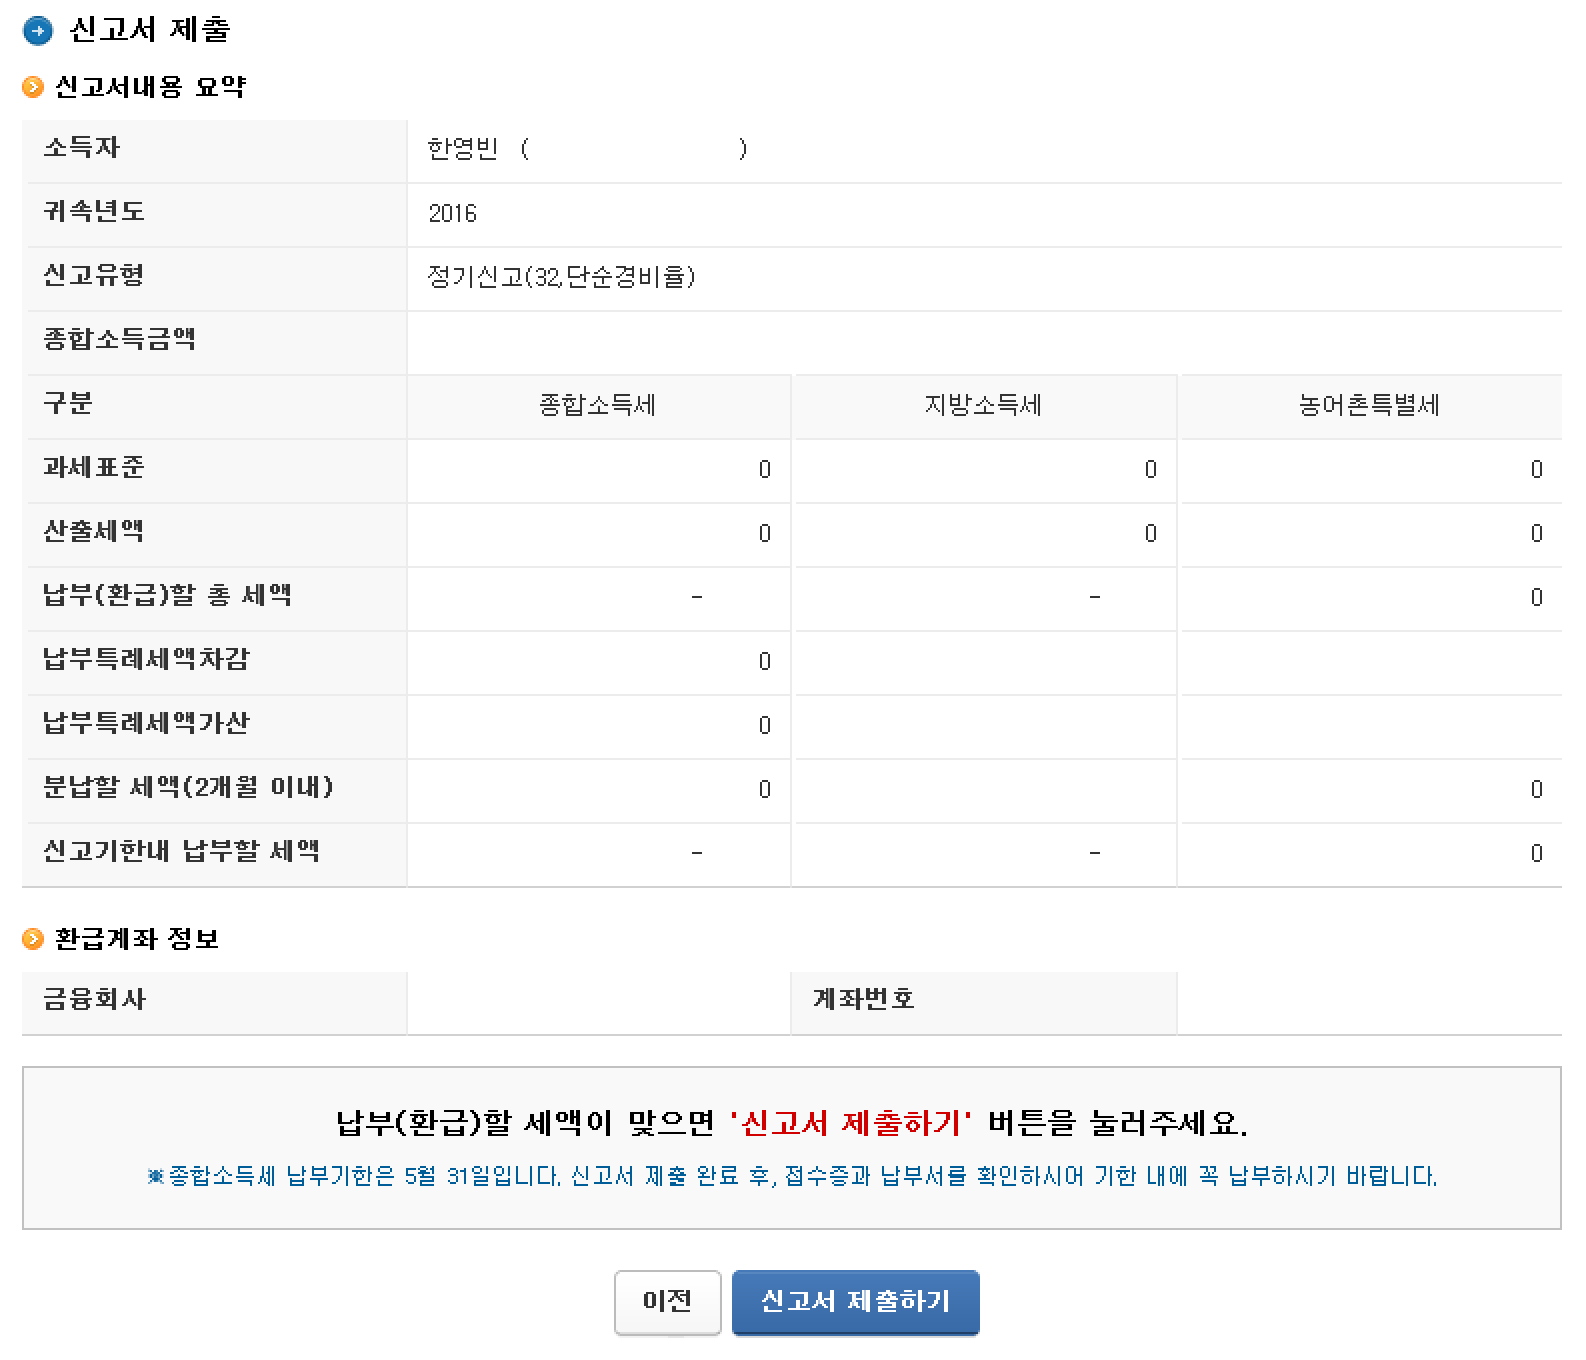 신고서 제출
신고서내용 요약
소득자 한영빈 ( )
귀속년도 2016
신고유형 정기신고(32,단순경비율)
종합소득금액
구분 종합소득세 지방소득세 농어촌특별세
과세표준 0 0 0
산출세액 0 0 0
납부(환급)할 총 세액 - - 0
납부특례세액차감 0
납부특례세액가산 0
분납할 세액(2개월 이내) 0 0
신고기한내 납부할 세액 - - 0
환급계좌 정보
금융회사 계좌번호
납부(환급)할 세액이 맞으면 '신고서 제출하기' 버튼을 눌러주세요.
※종합소득세 납부기한은 5월 31일입니다. 신고서 제출 완료 후, 접수증과 납부서를 확인하시어 기한 내에 꼭 납부하시기 바랍니다.
이전 신고서 제출하기